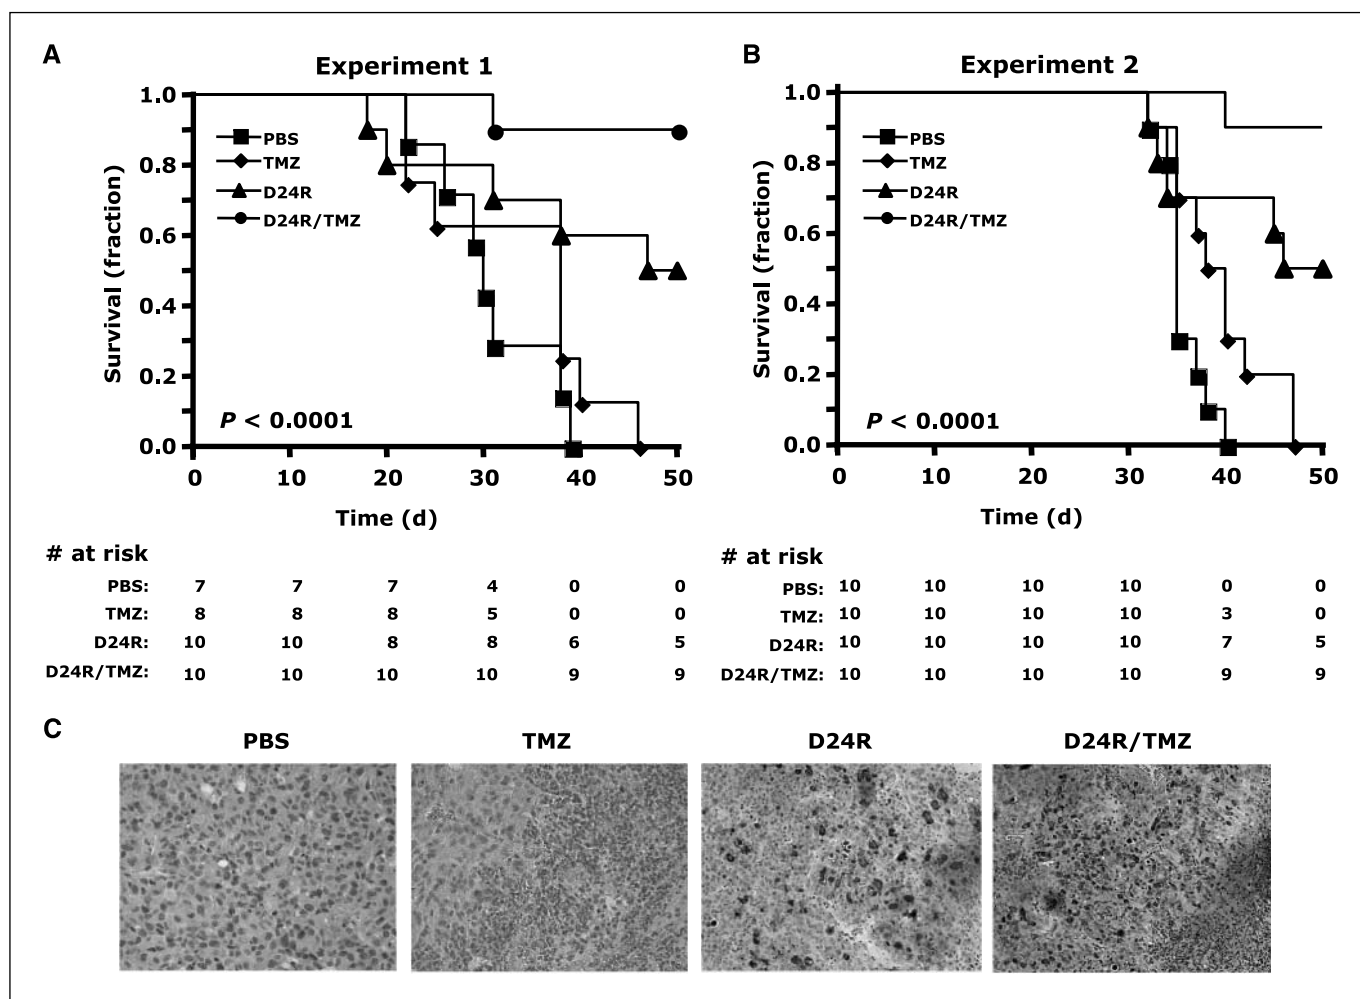 A
Experiment 1
Survival (fraction)
1.0
0.8
0.6
0.4
0.2
0.0
PBS
TMZ
D24R
D24R/TMZ
P < 0.0001
0 10 20 30 40 50
Time (d)
# at risk
PBS: 7 7 7 4 0 0
TMZ: 8 8 8 5 0 0
D24R: 10 10 8 8 6 5
D24R/TMZ: 10 10 10 10 9 9
B
Experiment 2
Survival (fraction)
1.0
0.8
0.6
0.4
0.2
0.0
PBS
TMZ
D24R
D24R/TMZ
P < 0.0001
0 10 20 30 40 50
Time (d)
# at risk
PBS: 10 10 10 10 0 0
TMZ: 10 10 10 10 3 0
D24R: 10 10 10 10 7 5
D24R/TMZ: 10 10 10 10 9 9
C
PBS TMZ D24R D24R/TMZ